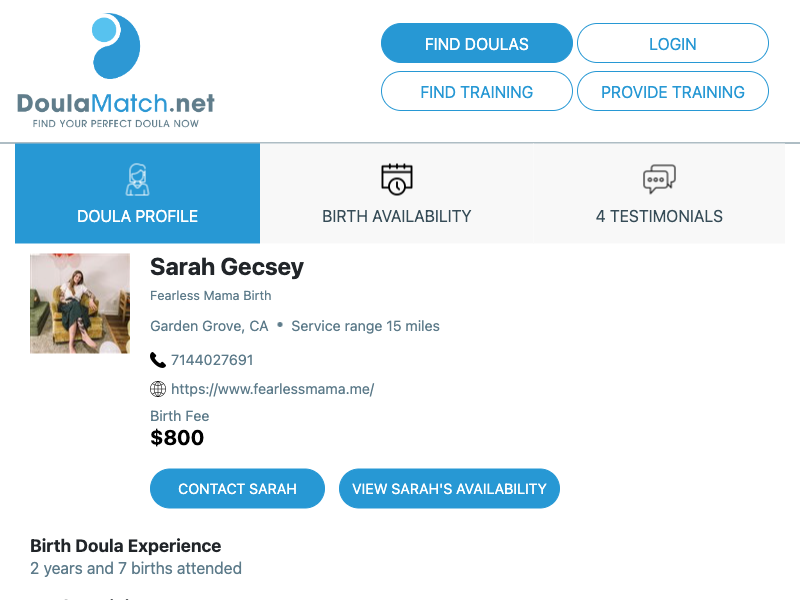 DoulaMatch.net
FIND YOUR PERFECT DOULA NOW
FIND DOULAS
LOGIN
FIND TRAINING
PROVIDE TRAINING
DOULA PROFILE
BIRTH AVAILABILITY
4 TESTIMONIALS
Sarah Gecsey
Fearless Mama Birth
Garden Grove, CA • Service range 15 miles
7144027691
https://www.fearlessmama.me/
Birth Fee
$800
CONTACT SARAH
VIEW SARAH'S AVAILABILITY
Birth Doula Experience
2 years and 7 births attended